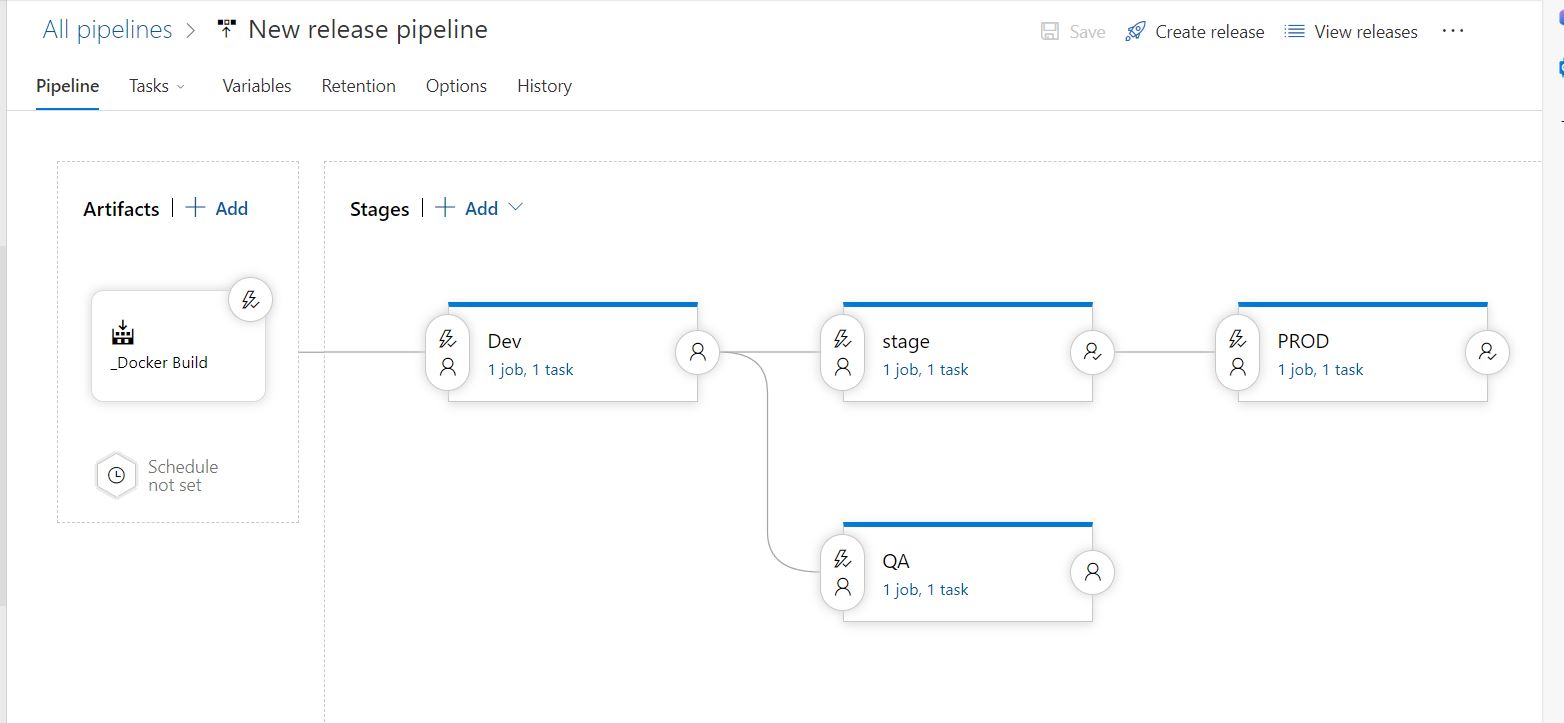 All pipelines > New release pipeline
Save Create release View releases ...
Pipeline Tasks Variables Retention Options History
Artifacts | + Add
Stages | + Add
_Docker Build
Schedule
not set
Dev
1 job, 1 task
stage
1 job, 1 task
PROD
1 job, 1 task
QA
1 job, 1 task